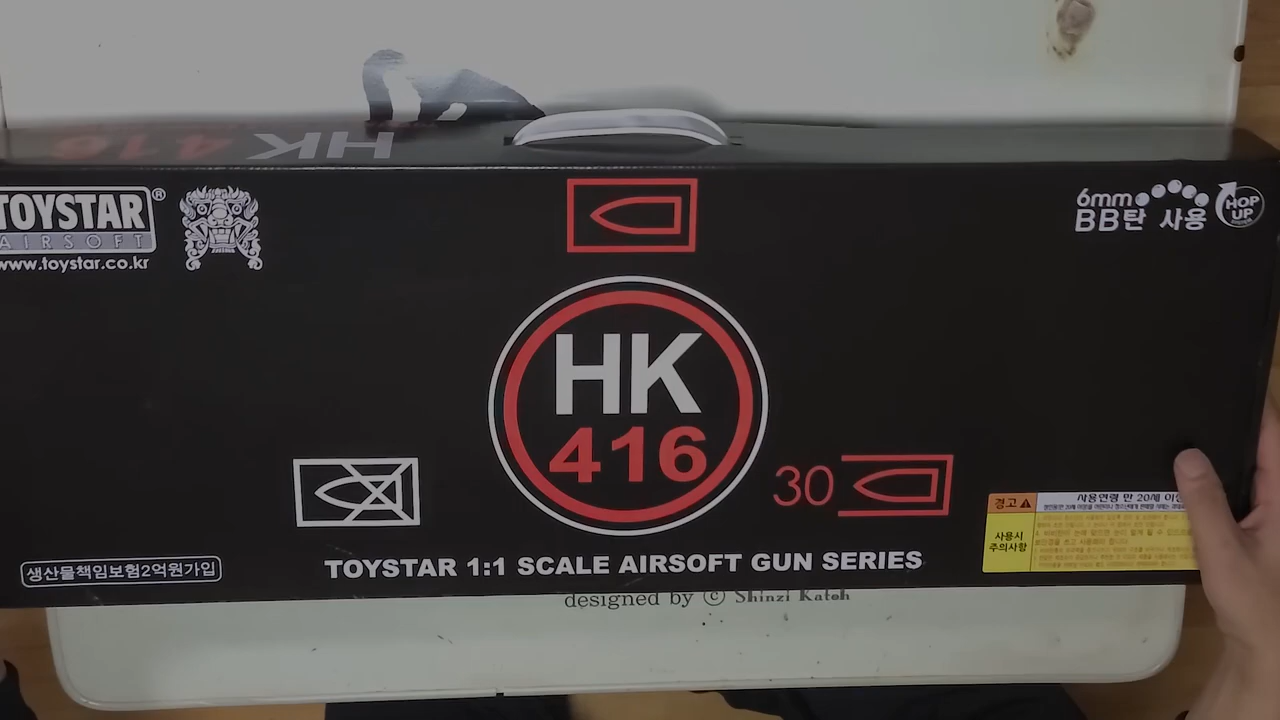 HK 416
TOYSTAR®
AIRSOFT
www.toystar.co.kr
6mm
BB탄 사용
HOP
UP
HK
416
30
경고
사용연령 만 20세 이상
사용시
주의사항
생산물책임보험2억원가입
TOYSTAR 1:1 SCALE AIRSOFT GUN SERIES
designed by © Shinzi Katoh